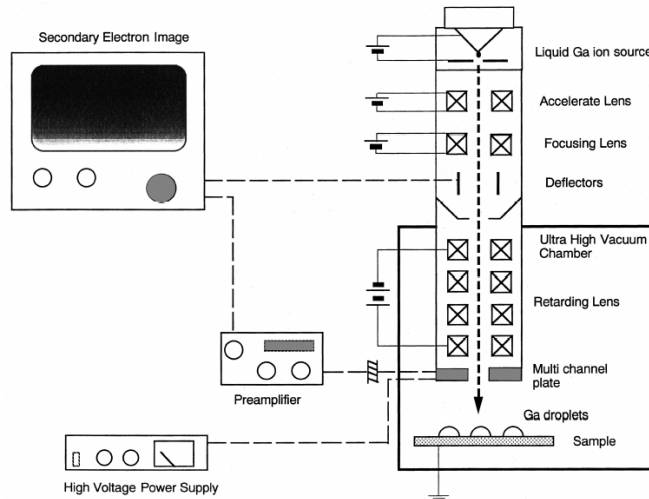 Secondary Electron Image
Liquid Ga ion source
Accelerate Lens
Focusing Lens
Deflectors
Ultra High Vacuum
Chamber
Retarding Lens
Multi channel
plate
Preamplifier
Ga droplets
Sample
High Voltage Power Supply